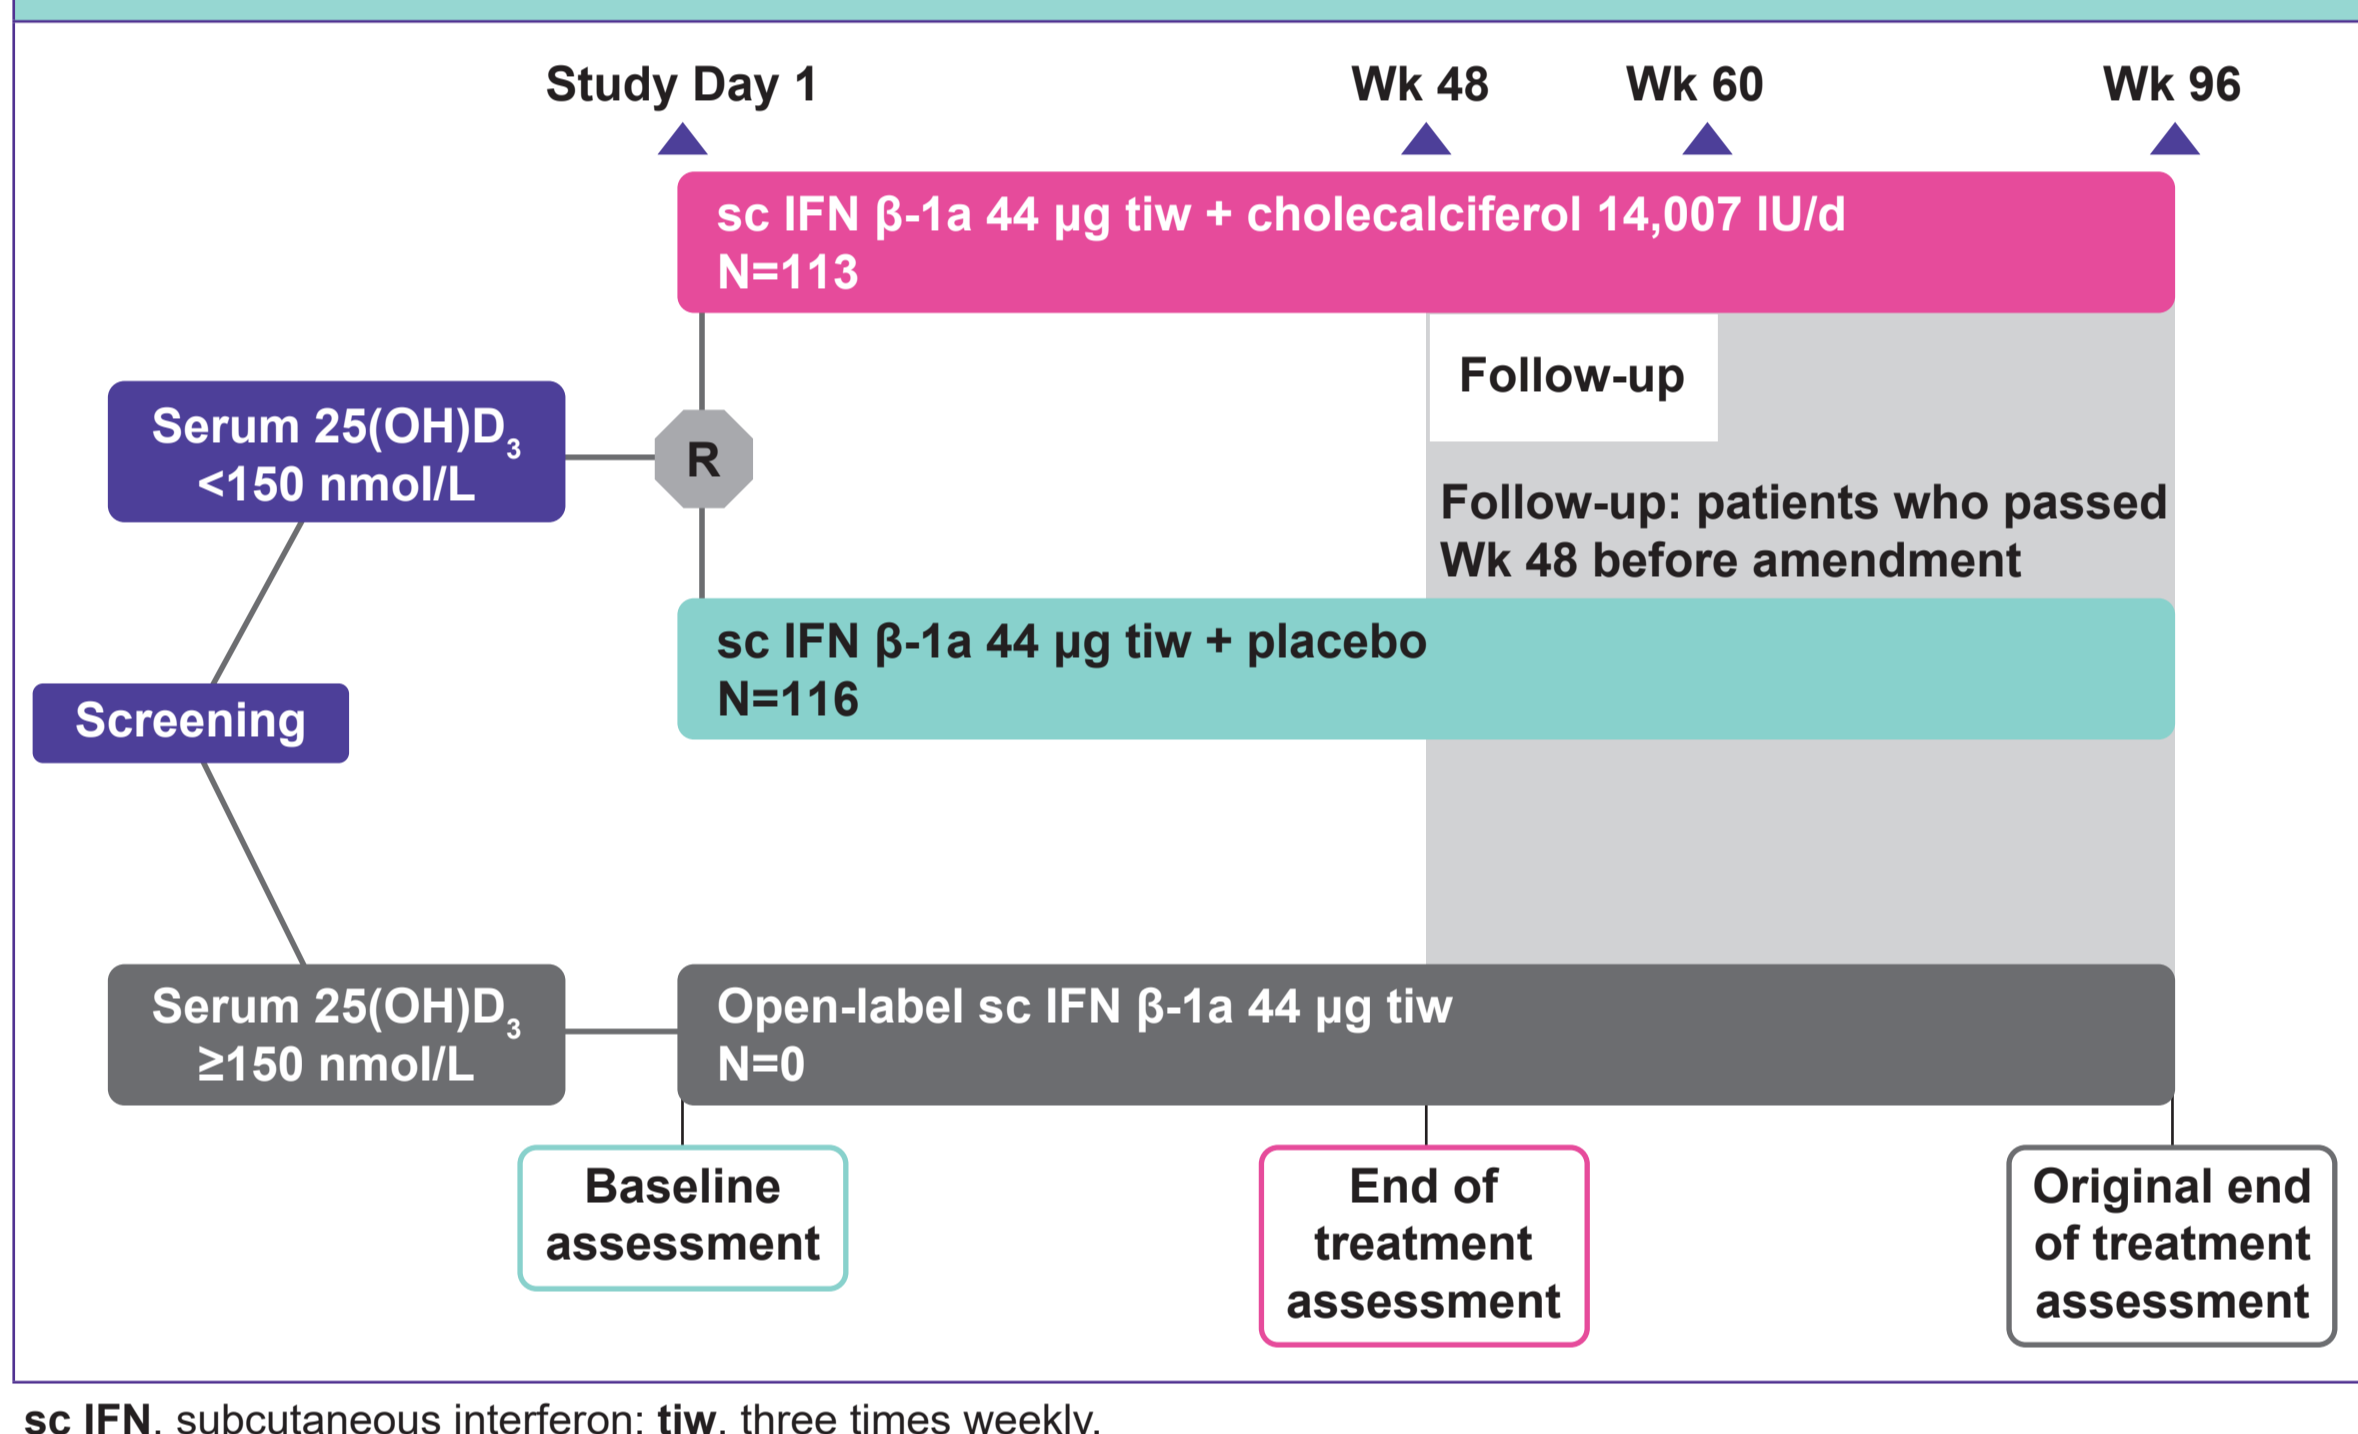 Study Day 1
Wk 48
Wk 60
Wk 96
sc IFN β-1a 44 µg tiw + cholecalciferol 14,007 IU/d
N=113
Follow-up
Serum 25(OH)D3
<150 nmol/L
R
Follow-up: patients who passed
Wk 48 before amendment
sc IFN β-1a 44 µg tiw + placebo
N=116
Screening
Serum 25(OH)D3
≥150 nmol/L
Open-label sc IFN β-1a 44 µg tiw
N=0
Baseline
assessment
End of
treatment
assessment
Original end
of treatment
assessment
sc IFN, subcutaneous interferon; tiw, three times weekly.